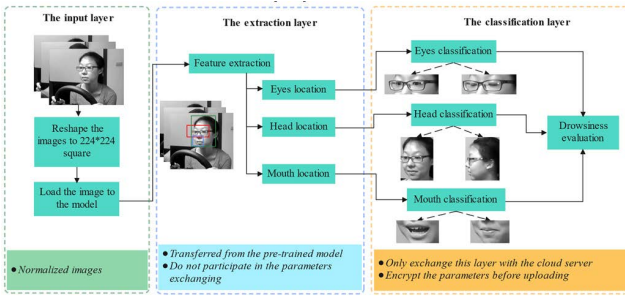 The input layer
Reshape the
images to 224*224
square
Load the image to
the model
● Normalized images
The extraction layer
Feature extraction
Eyes location
Head location
Mouth location
● Transferred from the pre-trained model
● Do not participate in the parameters
exchanging
The classification layer
Eyes classification
Head classification
Mouth classification
Drowsiness
evaluation
● Only exchange this layer with the cloud server
● Encrypt the parameters before uploading